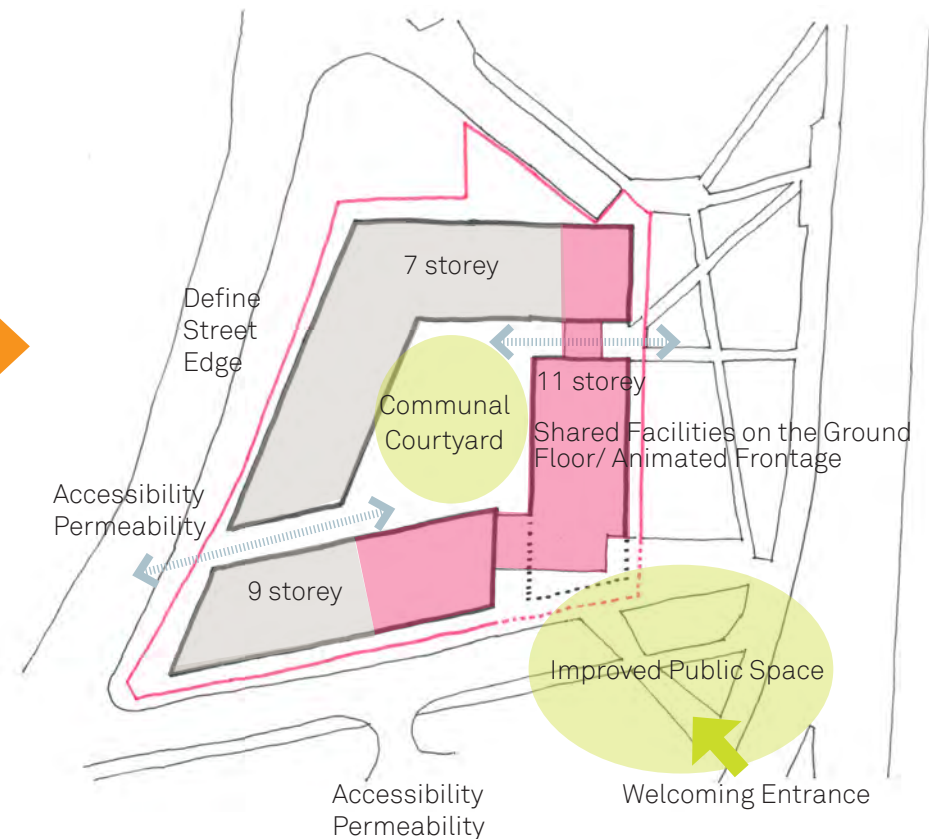 7 storey
Define
Street
Edge
11 storey
Communal
Courtyard
Shared Facilities on the Ground
Floor/ Animated Frontage
Accessibility
Permeability
9 storey
Improved Public Space
Accessibility
Permeability
Welcoming Entrance